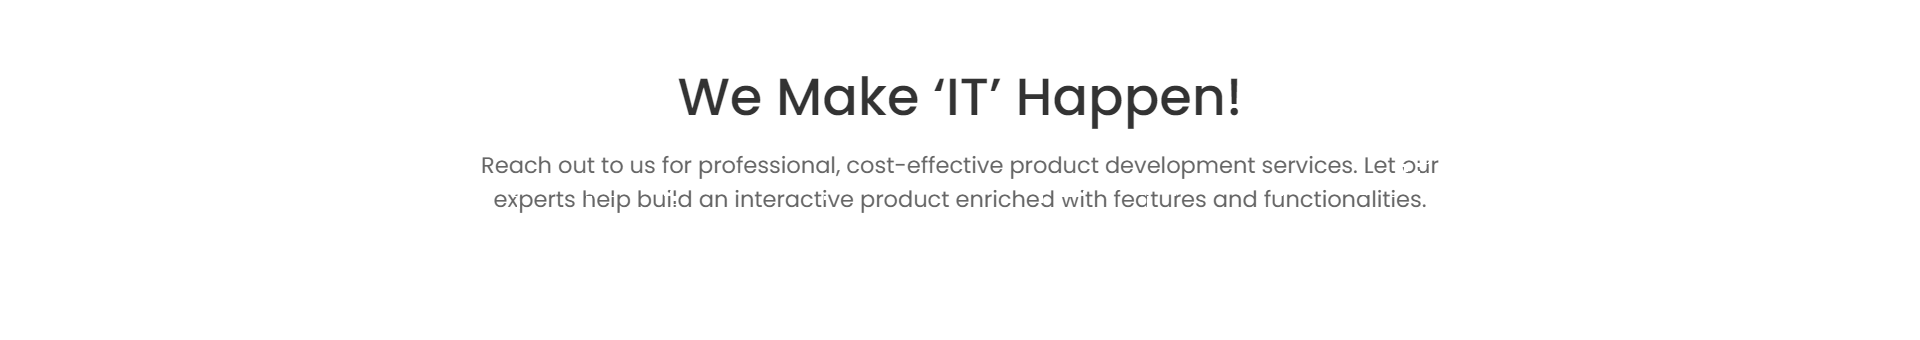 We Make ‘IT’ Happen!
Reach out to us for professional, cost-effective product development services. Let our
experts help build an interactive product enriched with features and functionalities.